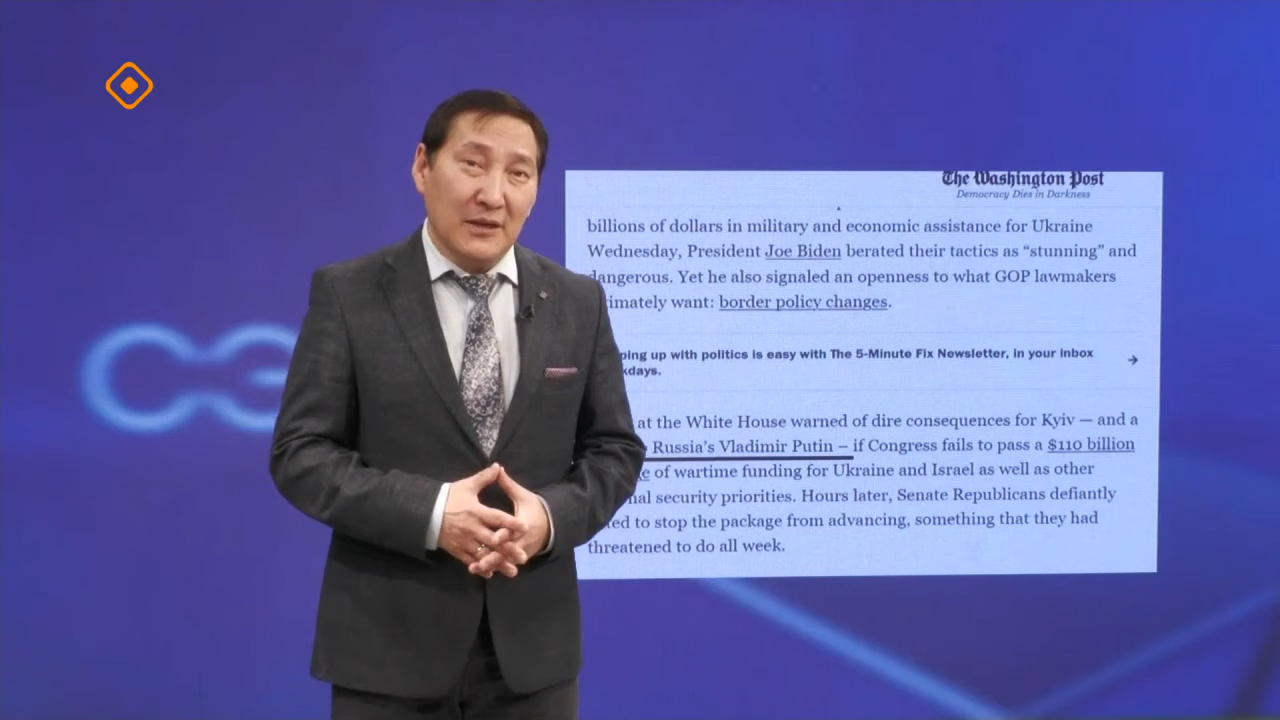 СЭ
The Washington Post
Democracy Dies in Darkness
billions of dollars in military and economic assistance for Ukraine
Wednesday, President Joe Biden berated their tactics as “stunning” and
dangerous. Yet he also signaled an openness to what GOP lawmakers
timately want: border policy changes.
ping up with politics is easy with The 5-Minute Fix Newsletter, in your inbox
kdays.
at the White House warned of dire consequences for Kyiv — and a
Russia’s Vladimir Putin – if Congress fails to pass a $110 billion
e of wartime funding for Ukraine and Israel as well as other
nal security priorities. Hours later, Senate Republicans defiantly
ed to stop the package from advancing, something that they had
threatened to do all week.